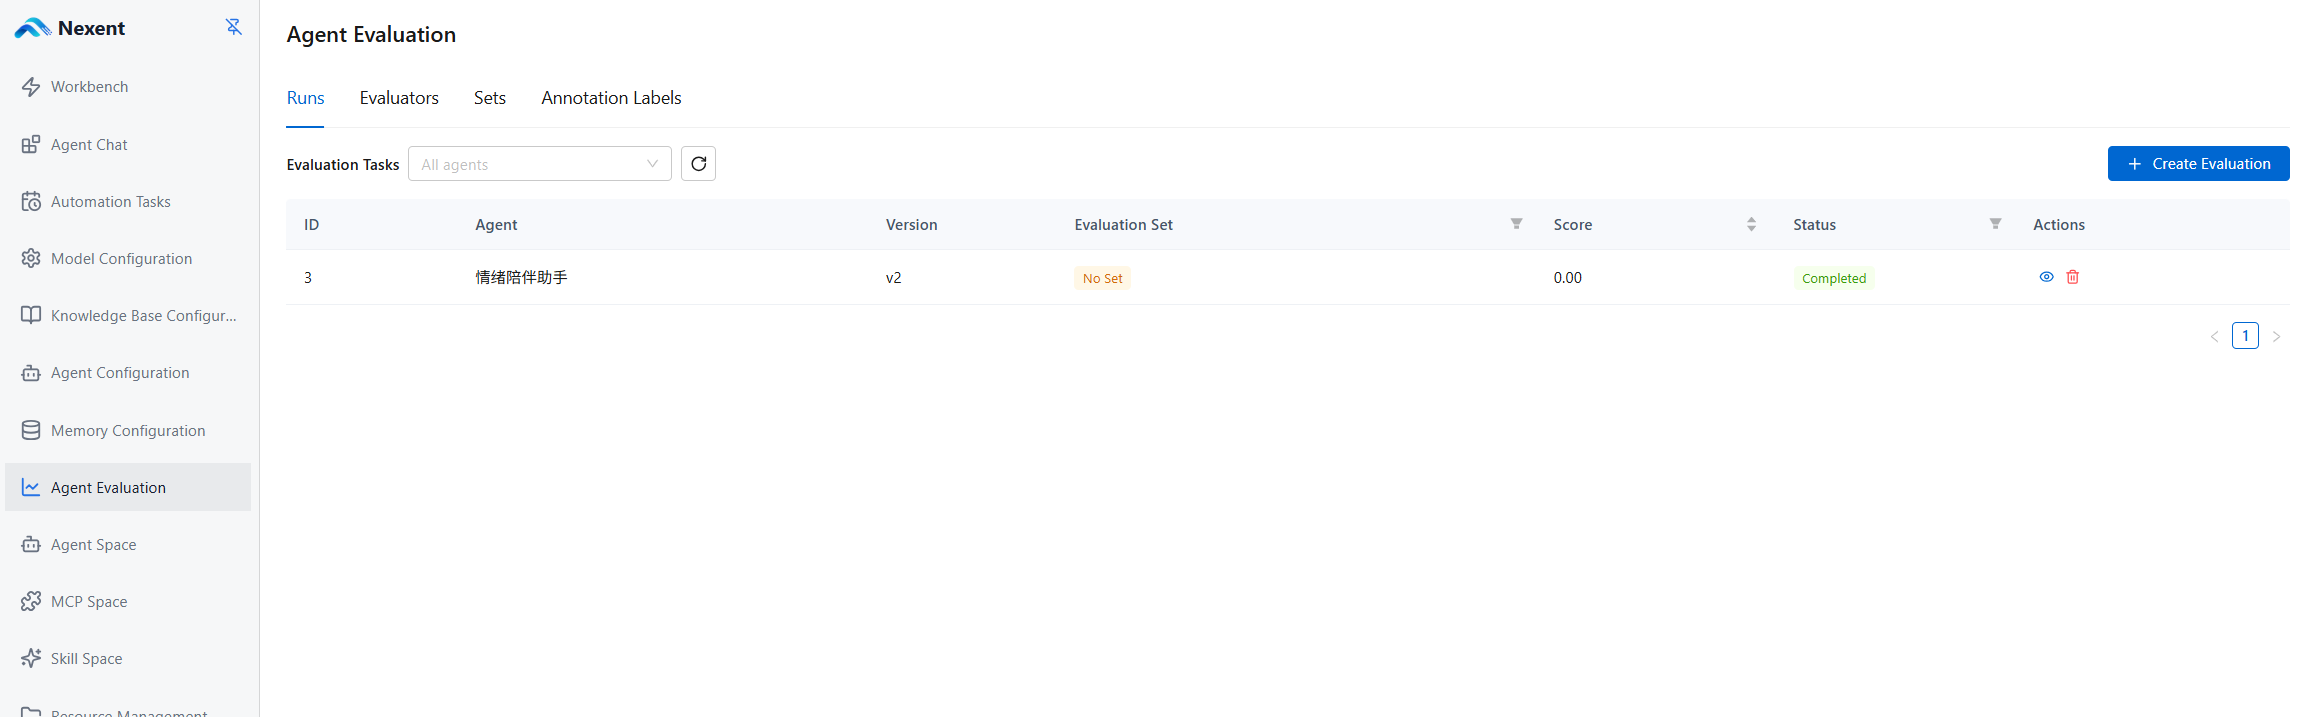 Nexent
Workbench
Agent Chat
Automation Tasks
Model Configuration
Knowledge Base Configur...
Agent Configuration
Memory Configuration
Agent Evaluation
Agent Space
MCP Space
Skill Space
Resource Management
Agent Evaluation
Runs Evaluators Sets Annotation Labels
Evaluation Tasks All agents Create Evaluation
ID Agent Version Evaluation Set Score Status Actions
3 情绪陪伴助手 v2 No Set 0.00 Completed
1